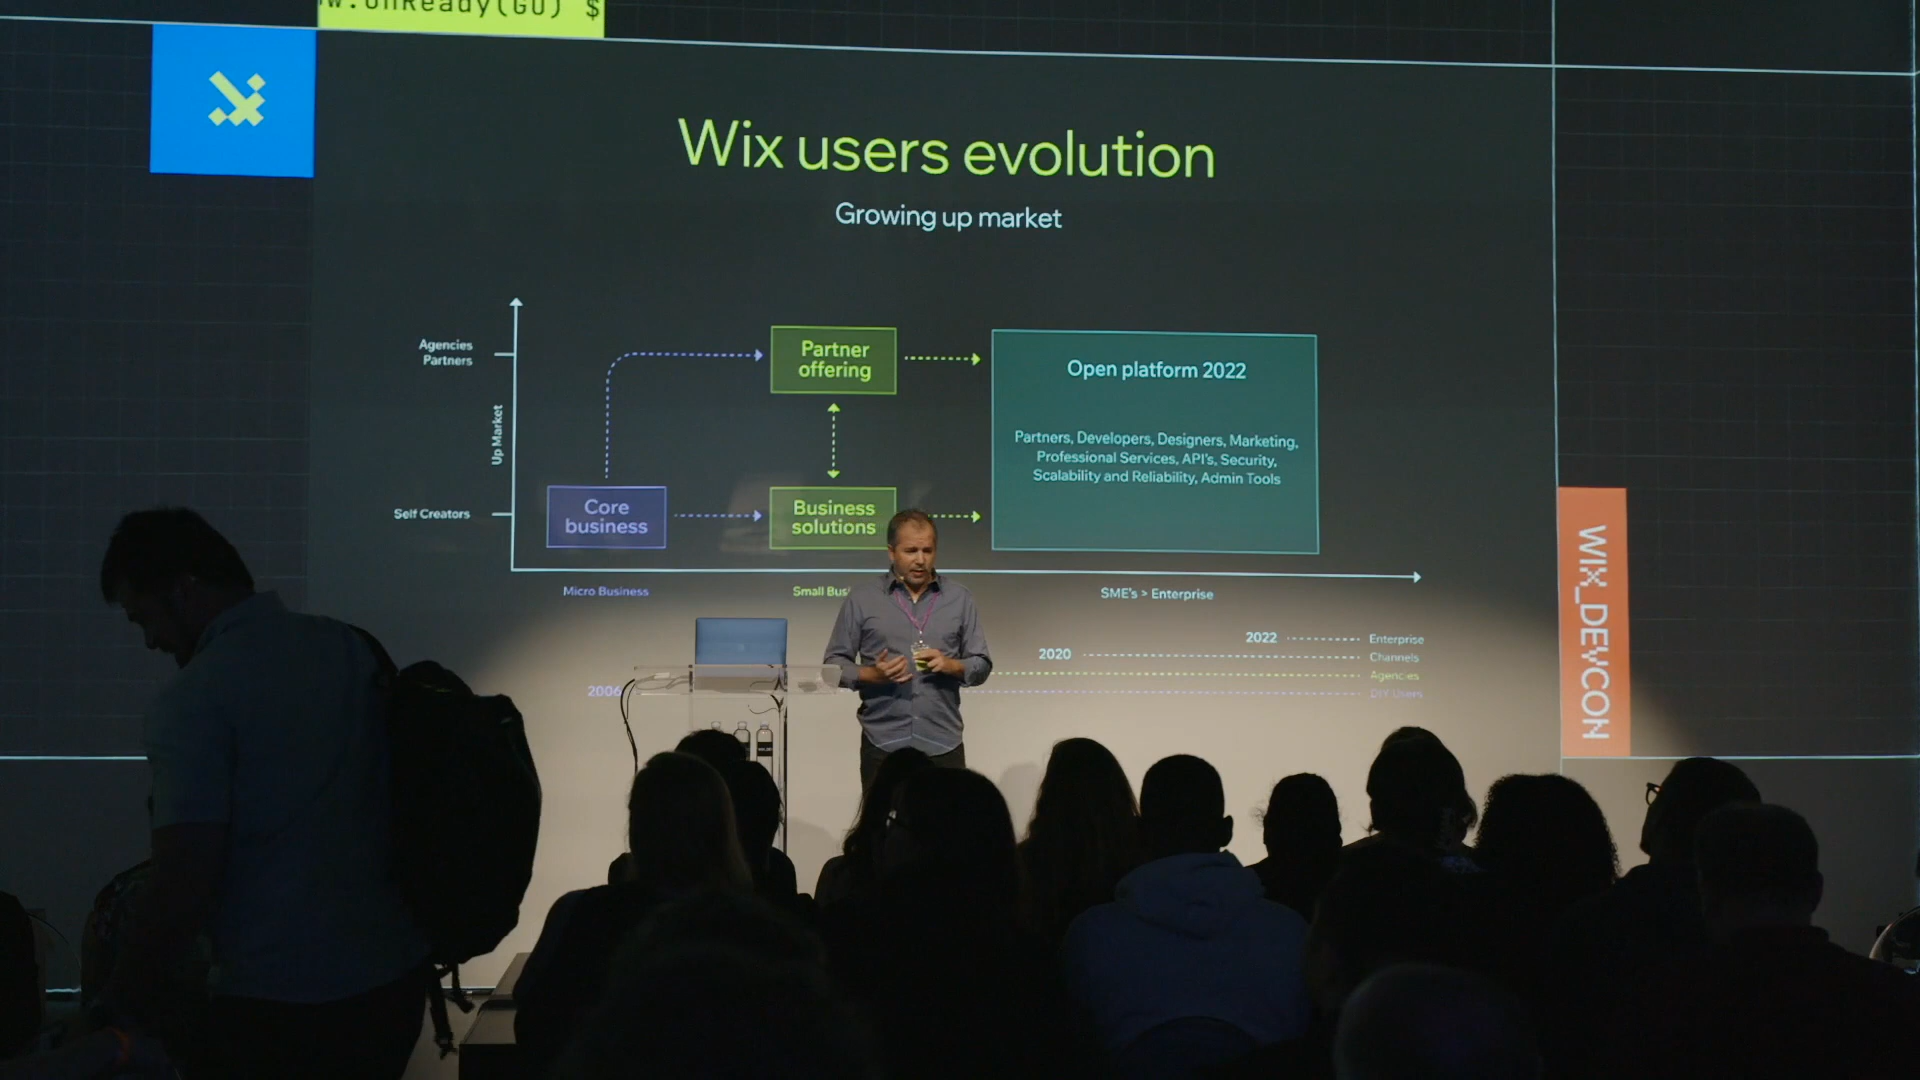 w.onReady(GO) $
Wix users evolution
Growing up market
Agencies
Partners
Up Market
Self Creators
Core
business
Partner
offering
Business
solutions
Open platform 2022
Partners, Developers, Designers, Marketing,
Professional Services, API's, Security,
Scalability and Reliability, Admin Tools
Micro Business
Small Busi
SME's > Enterprise
2022
Enterprise
2020
Channels
Agencies
2006
DIY Users
WIX_DEVCON